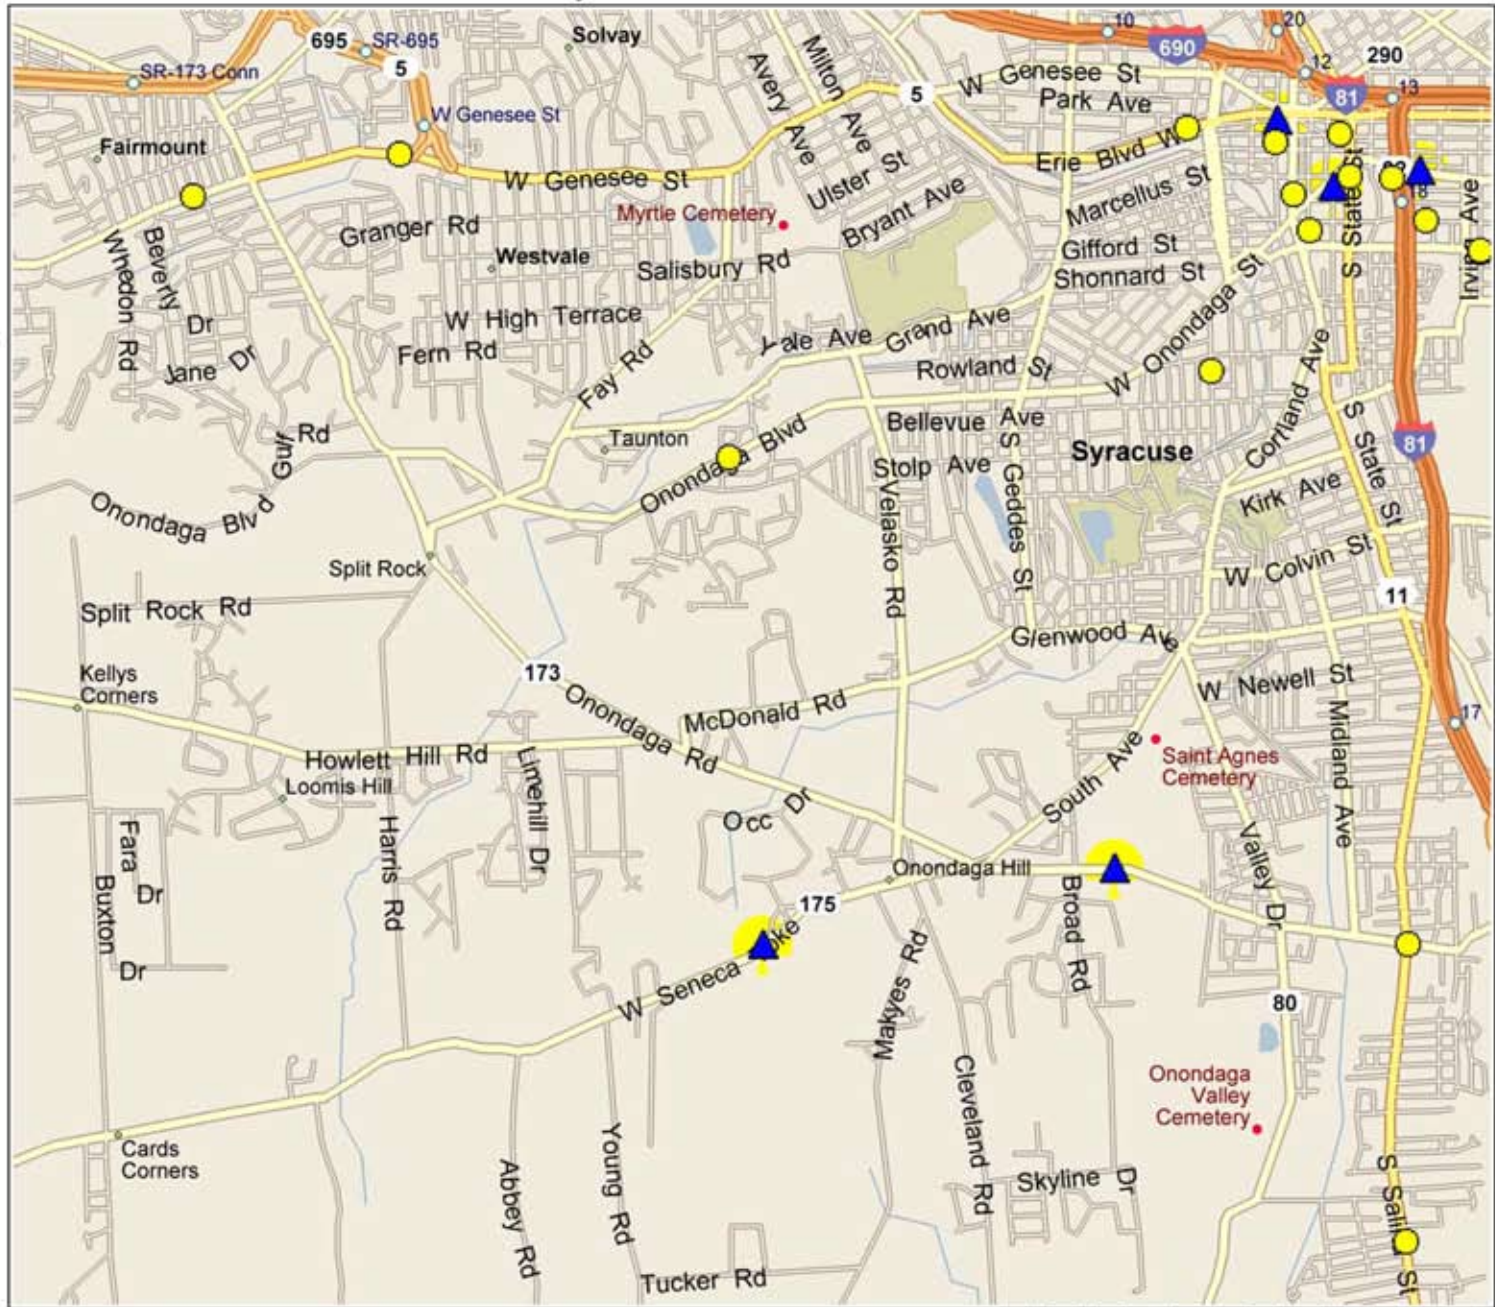 10
20
Solvay
695
SR-695
690
290
SR-173 Conn
5
12
W Genesee St
Milton Ave
Avery Ave
Park Ave
5
81
13
W Genesee St
Fairmount
Erie Blvd W
Ulster St
W Genesee St
Marcellus St
18
Bryant Ave
Myrtle Cemetery
Granger Rd
S State St
Irving Ave
Gifford St
Westvale
Salisbury Rd
Shonnard St
Whedon Rd
Beverly Dr
W High Terrace
W Onondaga St
Yale Ave
Grand Ave
Fern Rd
Jane Dr
Fay Rd
Rowland St
Cortland Ave
Bellevue Ave
Taunton
Gulf Rd
Syracuse
S State St
81
Onondaga Blvd
Stolp Ave
S Geddes St
Onondaga Blvd
Kirk Ave
Velasko Rd
W Colvin St
Split Rock
11
Split Rock Rd
Glenwood Ave
Kellys
Corners
173
W Newell St
Onondaga Rd
McDonald Rd
17
Midland Ave
Howlett Hill Rd
Limehill Dr
South Ave
Saint Agnes
Cemetery
Loomis Hill
Occ Dr
Fara Dr
Harris Rd
Valley Dr
Onondaga Hill
Buxton Dr
175
Broad Rd
W Seneca
Makyes Rd
80
Cleveland Rd
Onondaga
Valley
Cemetery
Cards
Corners
Young Rd
Abbey Rd
Skyline Dr
S Salina St
Tucker Rd